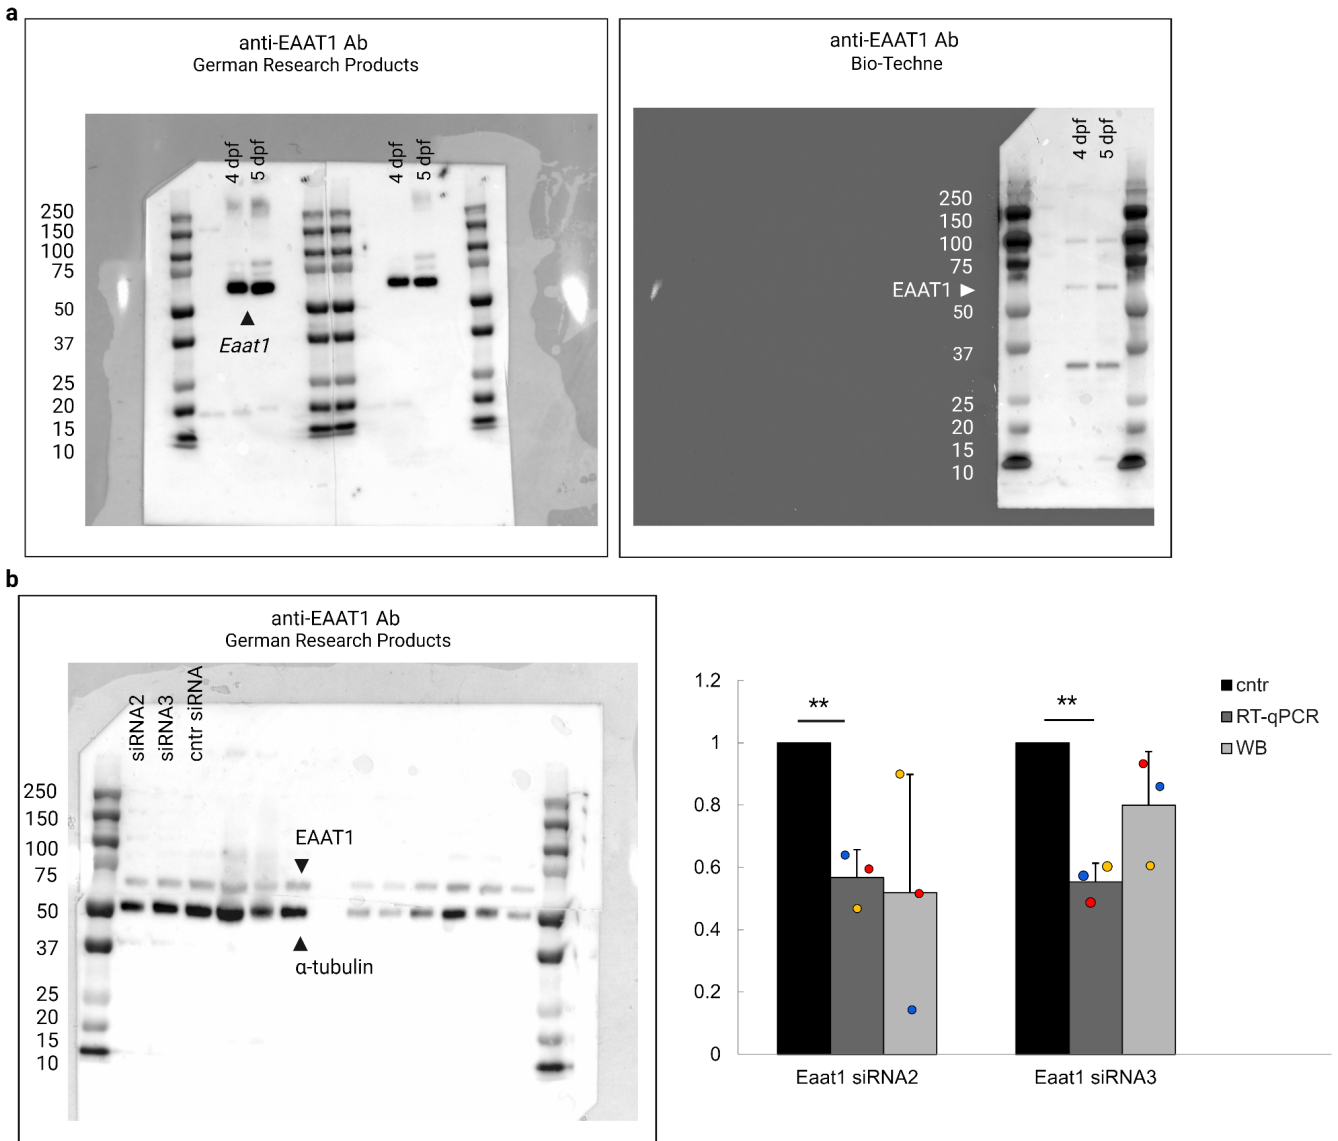 a
anti-EAAT1 Ab
German Research Products
4 dpf
5 dpf
4 dpf
5 dpf
250
150
100
75
50
37
25
20
15
10
Eaat1
anti-EAAT1 Ab
Bio-Techne
4 dpf
5 dpf
250
150
100
75
EAAT1
50
37
25
20
15
10
b
anti-EAAT1 Ab
German Research Products
siRNA2
siRNA3
cntr siRNA
250
150
100
75
50
37
25
20
15
10
EAAT1
α-tubulin
1.2
1
0.8
0.6
0.4
0.2
0
**
**
cntr
RT-qPCR
WB
Eaat1 siRNA2
Eaat1 siRNA3